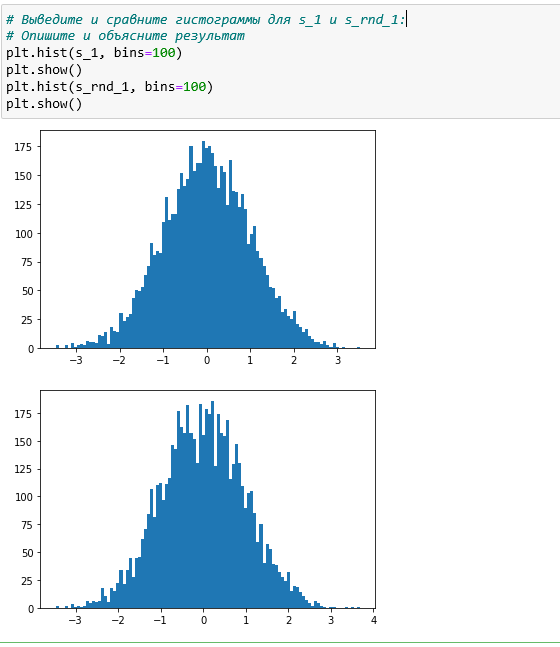 # Выведите и сравните гистограммы для s_1 и s_rnd_1:
# Опишите и объясните результат
plt.hist(s_1, bins=100)
plt.show()
plt.hist(s_rnd_1, bins=100)
plt.show()
175
150
125
100
75
50
25
0
−3 −2 −1 0 1 2 3
175
150
125
100
75
50
25
0
−3 −2 −1 0 1 2 3 4